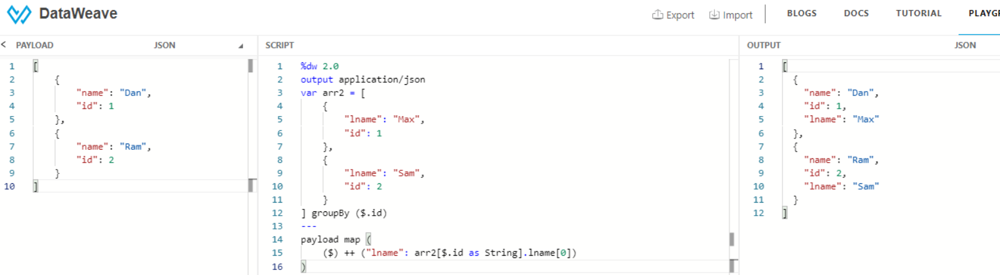 DataWeave
Export Import BLOGS DOCS TUTORIAL PLAYG
< PAYLOAD JSON
1 [
2 {
3 "name": "Dan",
4 "id": 1
5 },
6 {
7 "name": "Ram",
8 "id": 2
9 }
10 ]
SCRIPT
1 %dw 2.0
2 output application/json
3 var arr2 = [
4 {
5 "lname": "Max",
6 "id": 1
7 },
8 {
9 "lname": "Sam",
10 "id": 2
11 }
12 ] groupBy ($.id)
13 ---
14 payload map (
15 ($) ++ ("lname": arr2[$.id as String].lname[0])
16 )
OUTPUT JSON
1 [
2 {
3 "name": "Dan",
4 "id": 1,
5 "lname": "Max"
6 },
7 {
8 "name": "Ram",
9 "id": 2,
10 "lname": "Sam"
11 }
12 ]